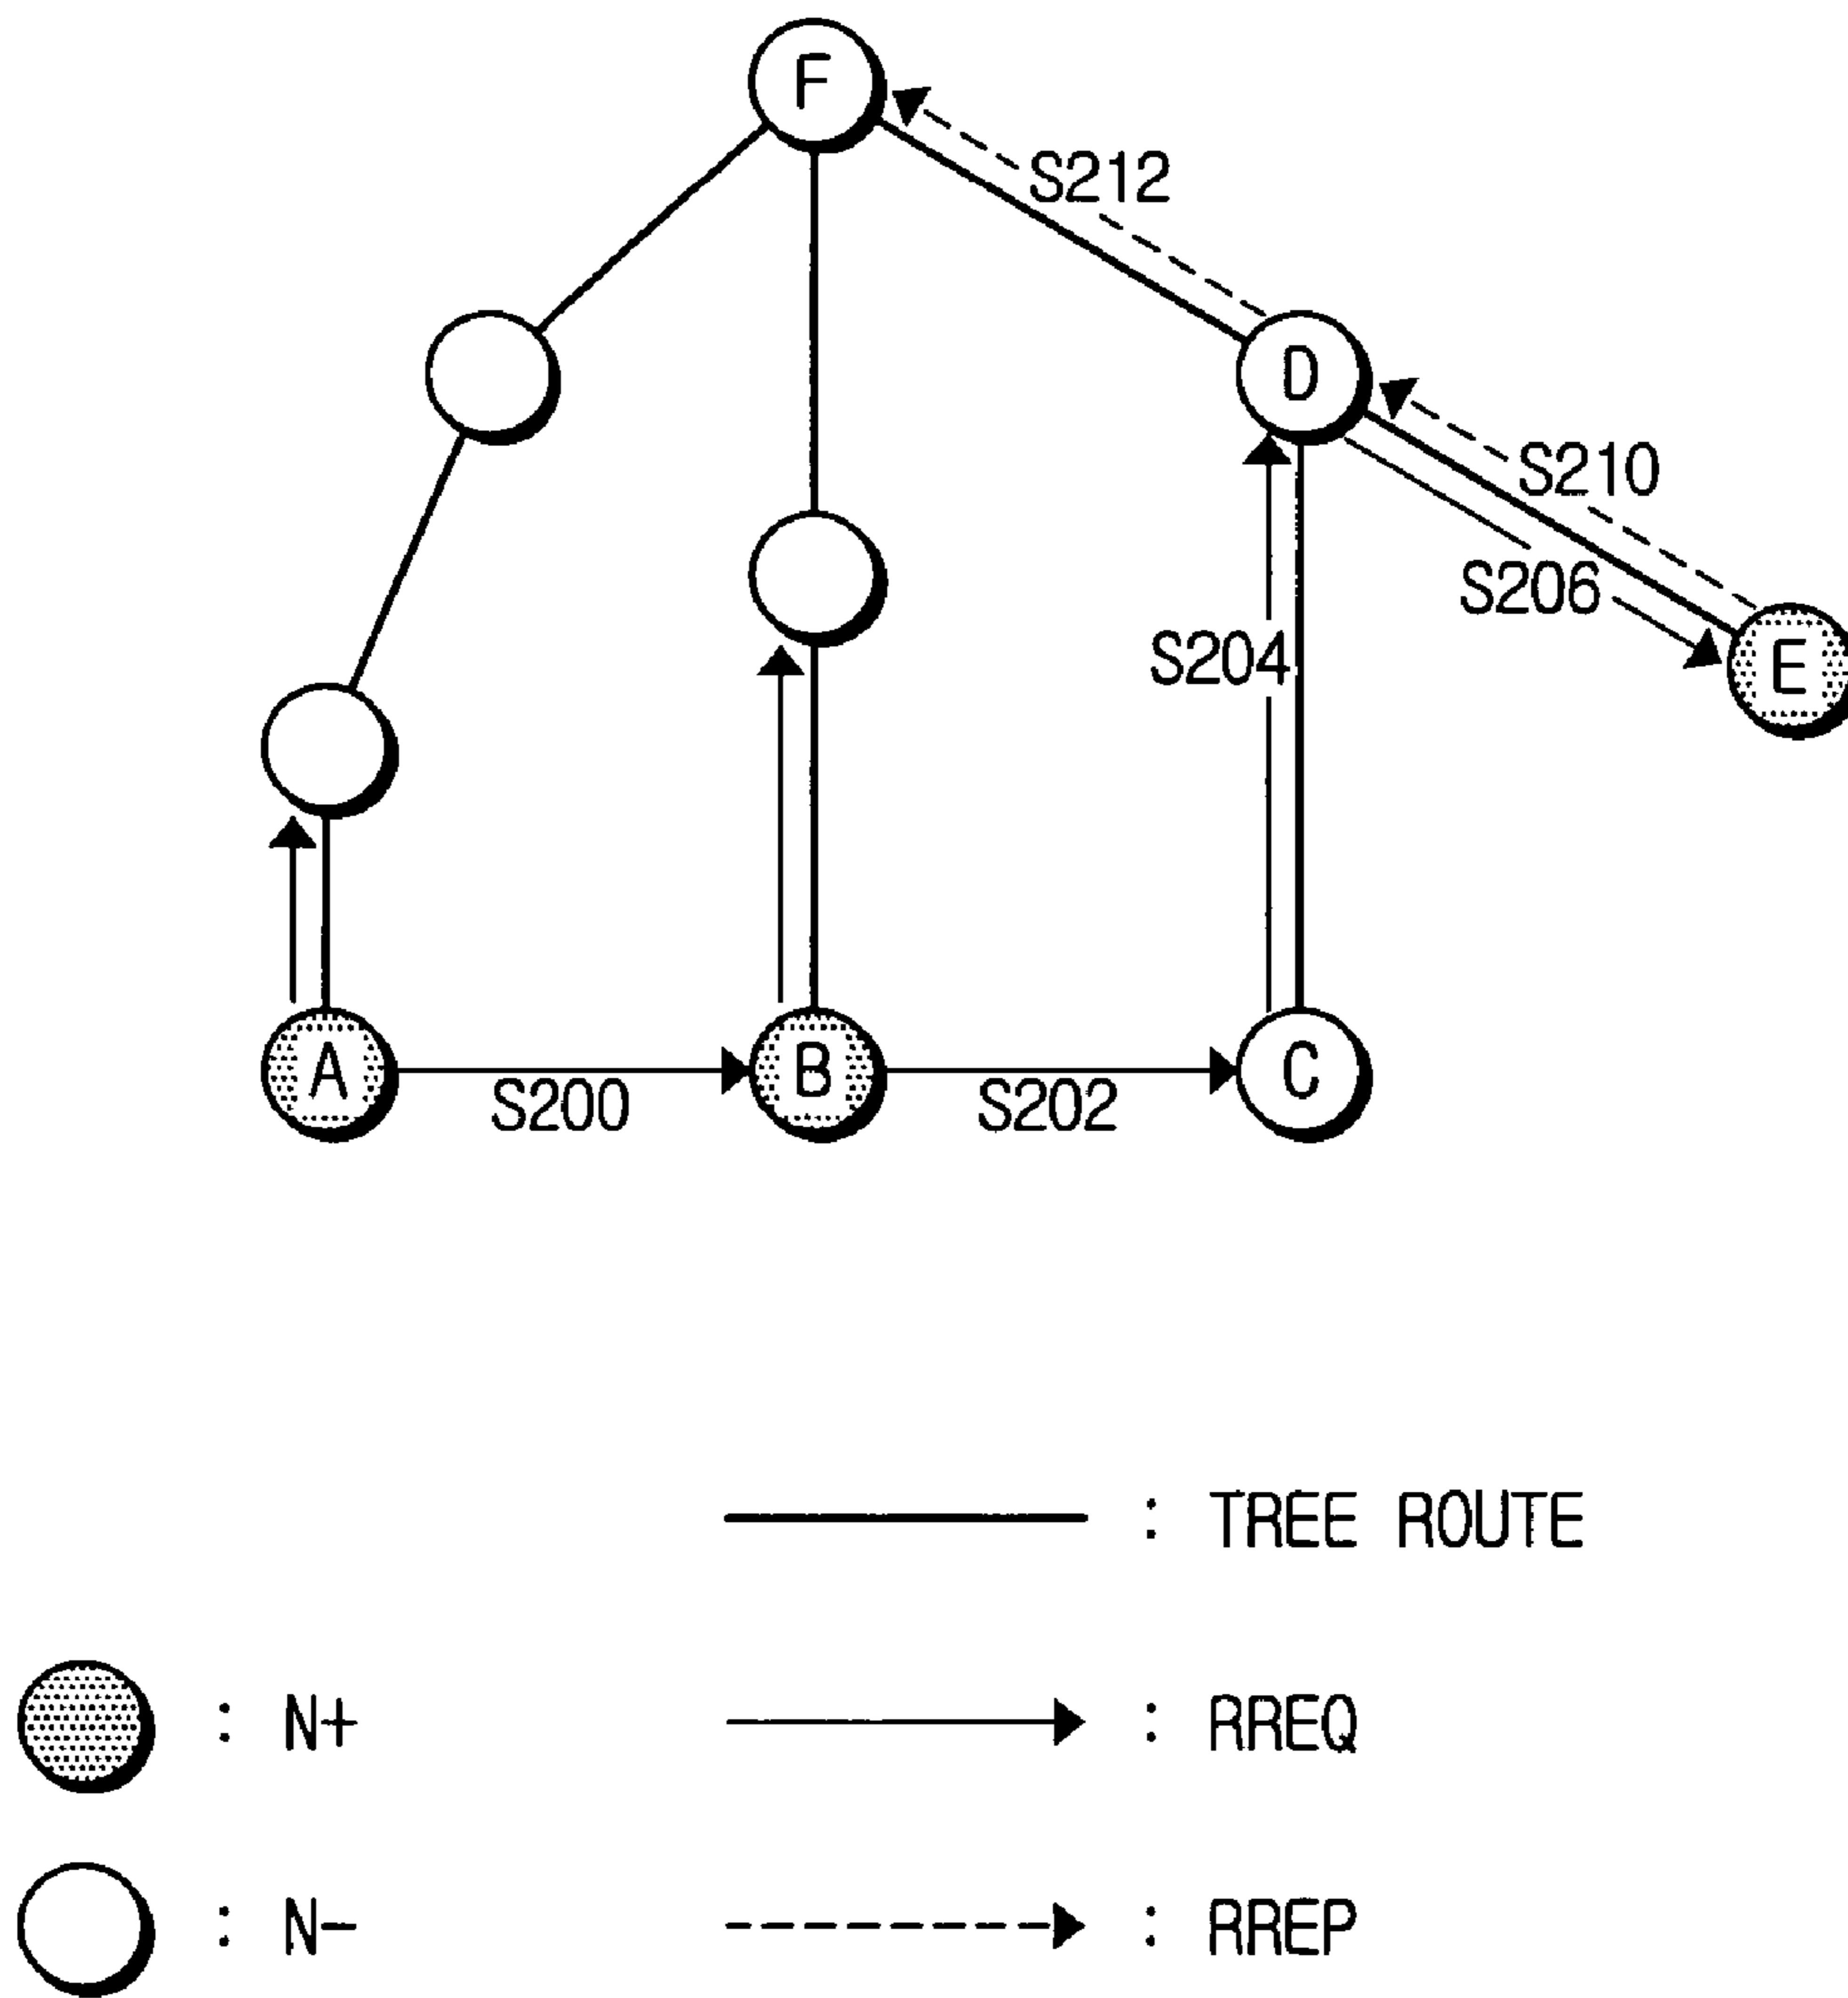 F
S212
D
S210
S206
S204
E
A
S200
B
S202
C
: TREE ROUTE
: N+
: RREQ
: N-
: RREP